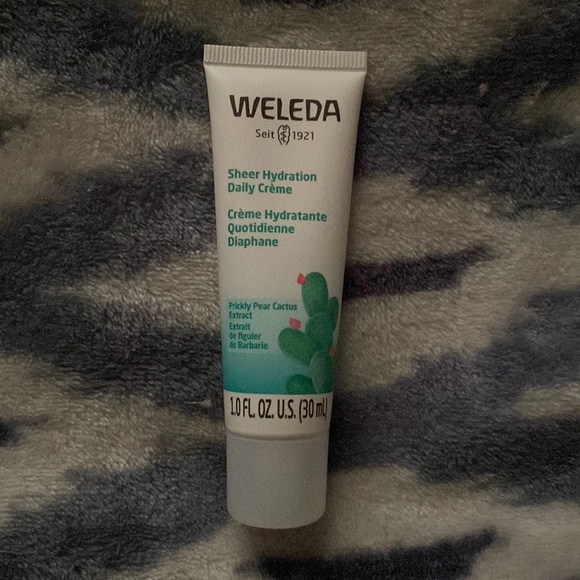 WELEDA
Seit 1921
Sheer Hydration
Daily Crème
Crème Hydratante
Quotidienne
Diaphane
Prickly Pear Cactus
Extract
Extrait
de figuier
de Barbarie
1.0 FL. OZ. U.S. (30 mL)